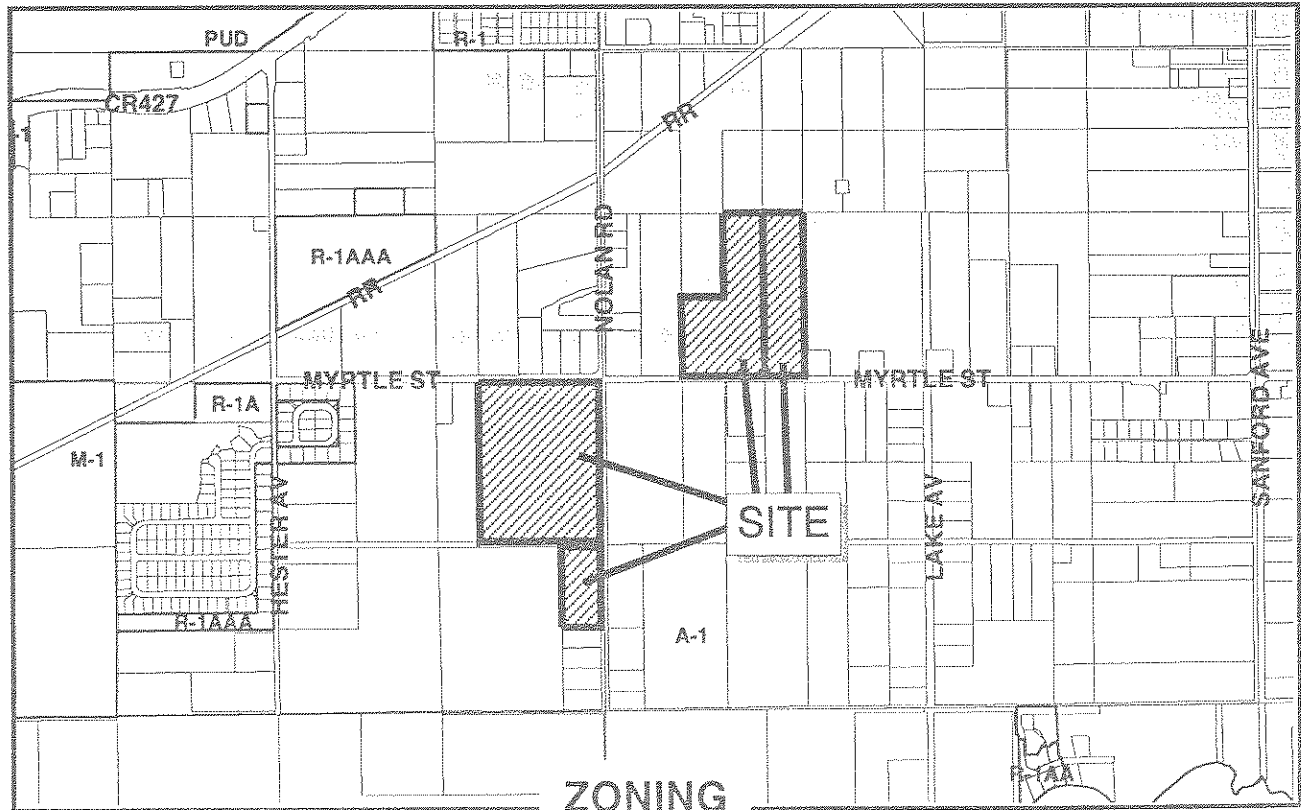 PUD
R-1
CR427
-1
RR
NOLAN RD
R-1AAA
RR
MYRTLE ST
MYRTLE ST
SANFORD AVE
R-1A
M-1
SITE
HESTER AV
LAKE AV
R-1AAA
A-1
R-1AA
ZONING